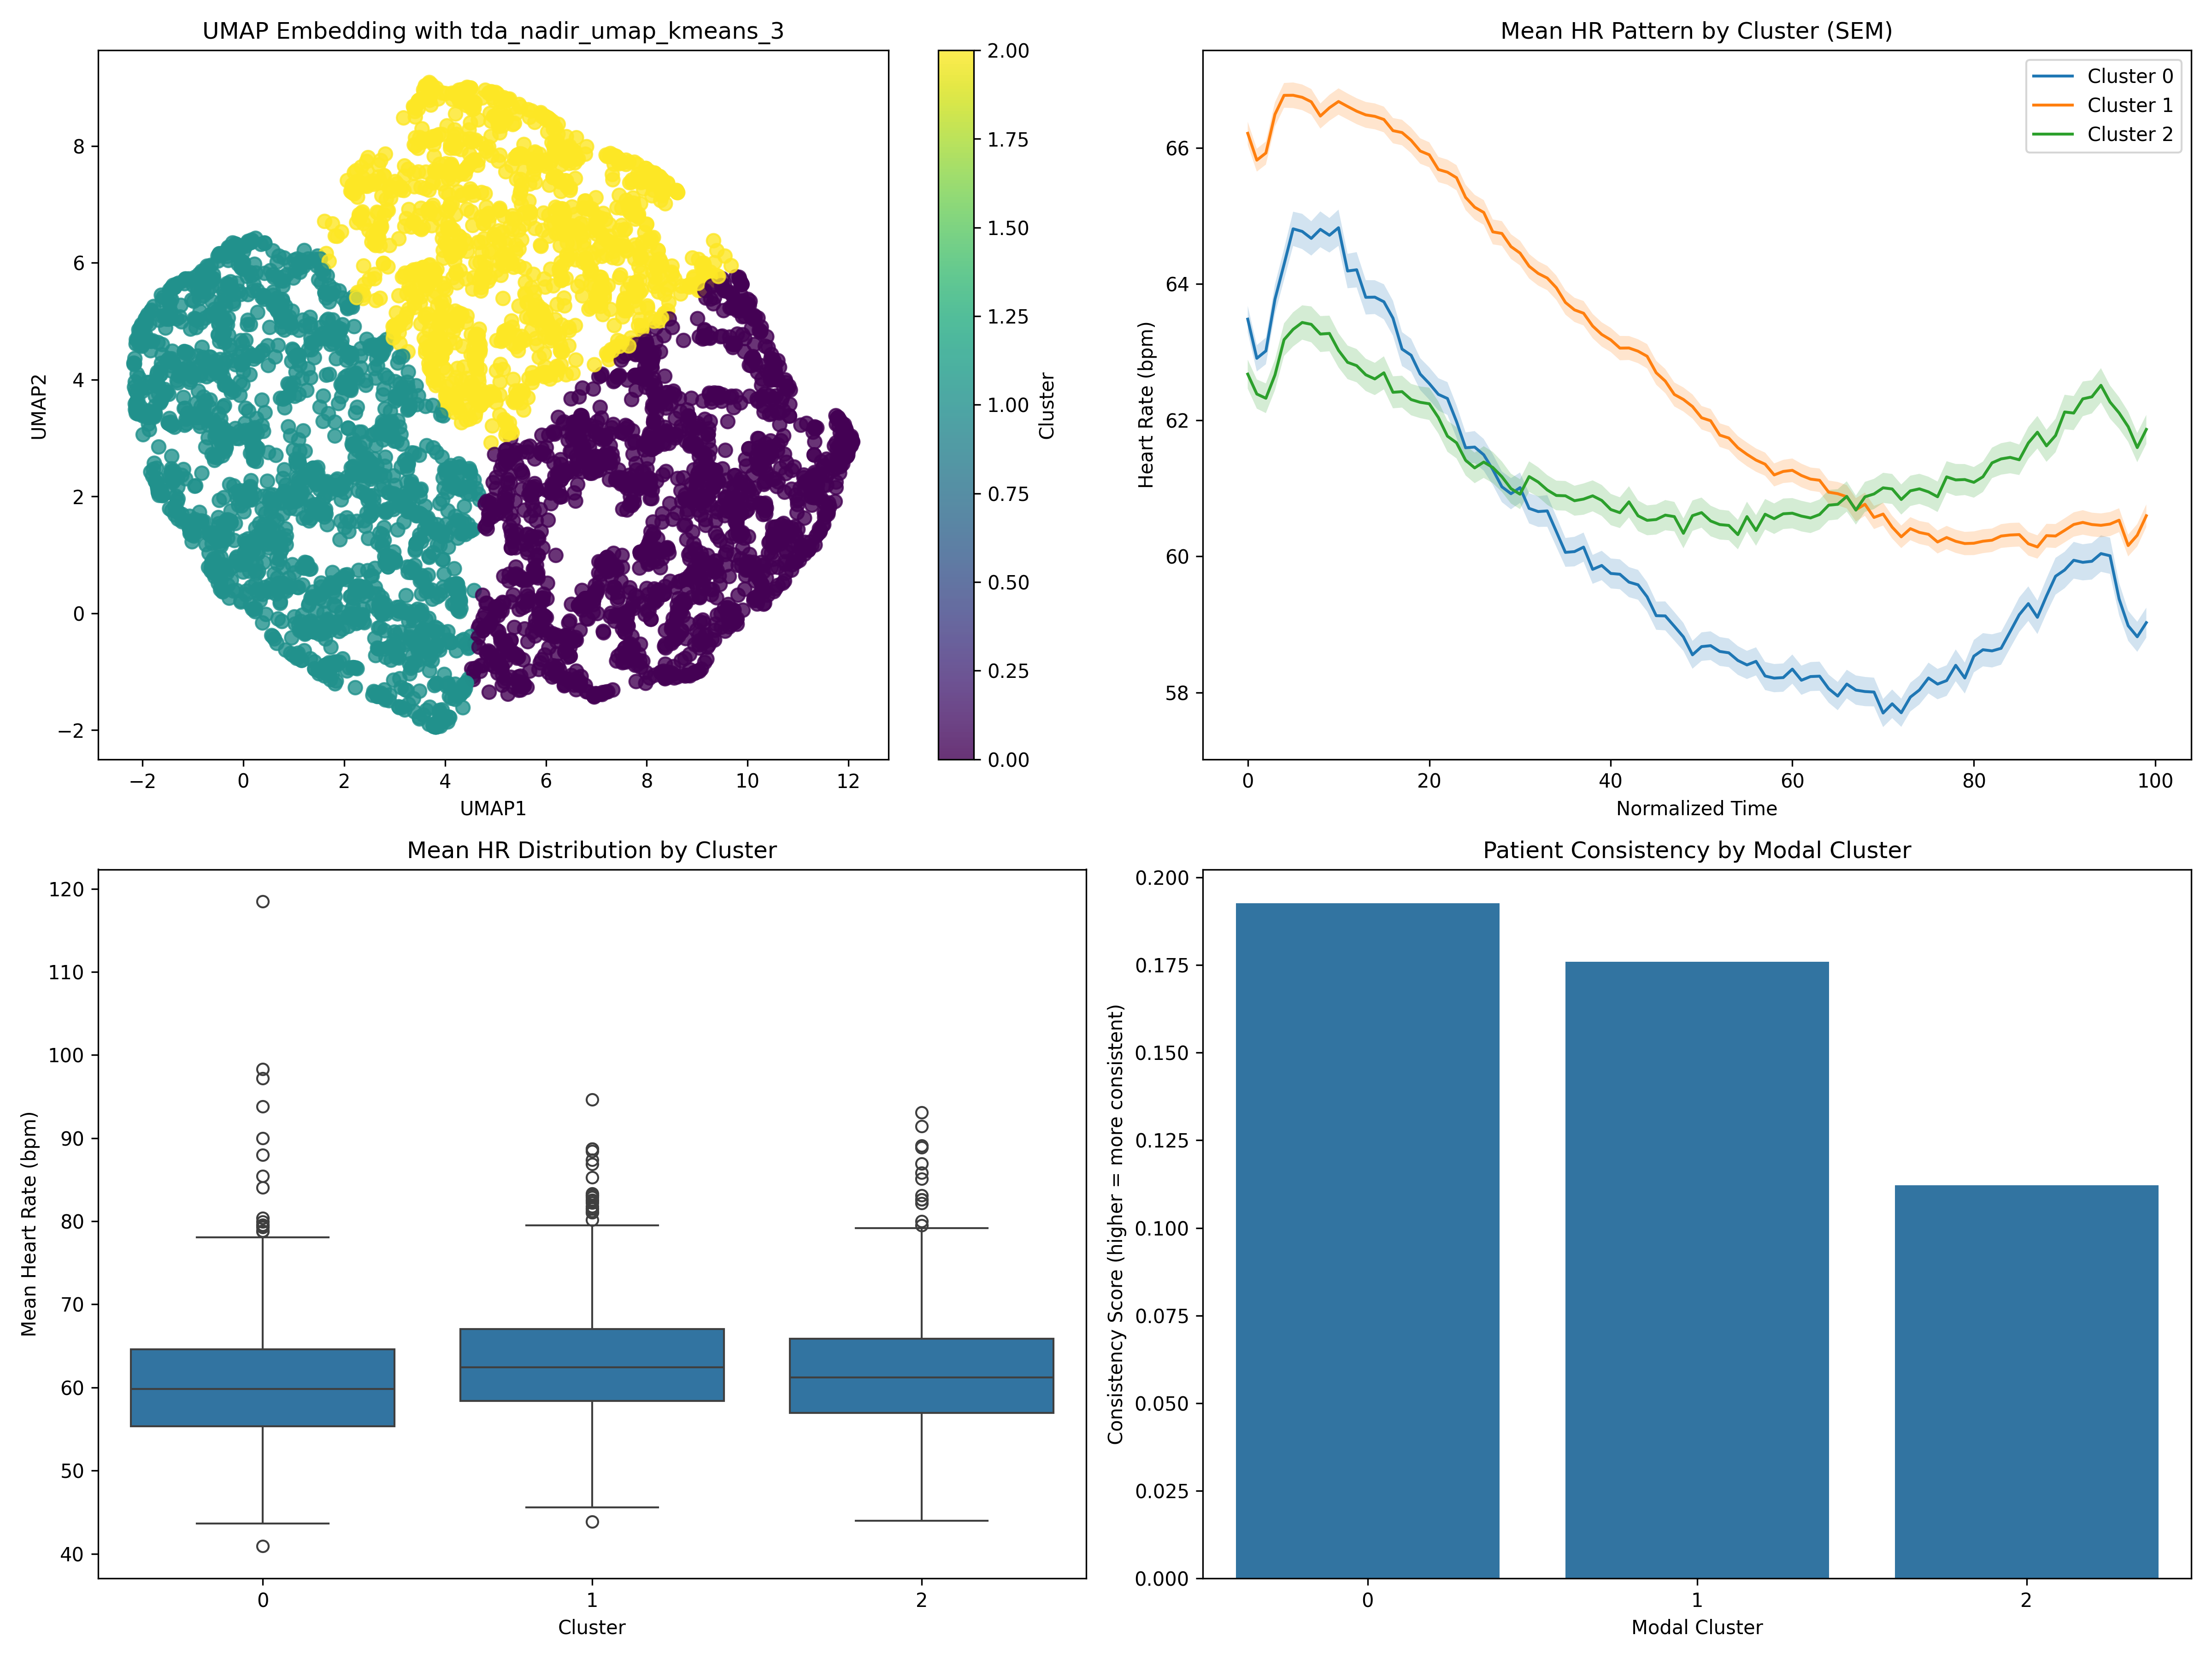 UMAP Embedding with tda_nadir_umap_kmeans_3
8
6
4
2
0
−2
UMAP2
−2 0 2 4 6 8 10 12
UMAP1
2.00
1.75
1.50
1.25
1.00
0.75
0.50
0.25
0.00
Cluster
Mean HR Pattern by Cluster (SEM)
Cluster 0
Cluster 1
Cluster 2
66
64
62
60
58
Heart Rate (bpm)
0 20 40 60 80 100
Normalized Time
Mean HR Distribution by Cluster
120
110
100
90
80
70
60
50
40
Mean Heart Rate (bpm)
0 1 2
Cluster
Patient Consistency by Modal Cluster
0.200
0.175
0.150
0.125
0.100
0.075
0.050
0.025
0.000
Consistency Score (higher = more consistent)
0 1 2
Modal Cluster